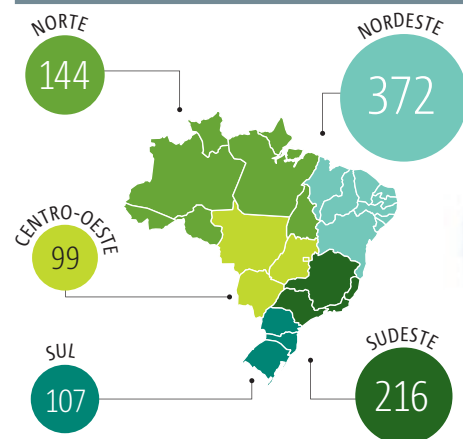 NORTE
144
NORDESTE
372
CENTRO-OESTE
99
SUL
107
SUDESTE
216